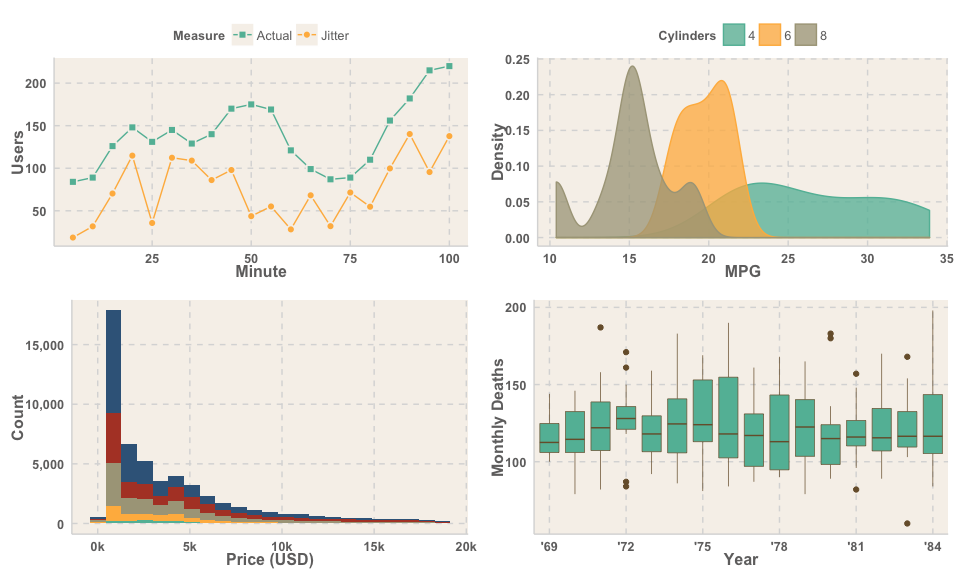 Measure Actual Jitter
200
150
100
50
Users
25 50 75 100
Minute
Cylinders 4 6 8
0.25
0.20
0.15
0.10
0.05
0.00
Density
10 15 20 25 30 35
MPG
15,000
10,000
5,000
0
Count
0k 5k 10k 15k 20k
Price (USD)
200
150
100
Monthly Deaths
'69 '72 '75 '78 '81 '84
Year